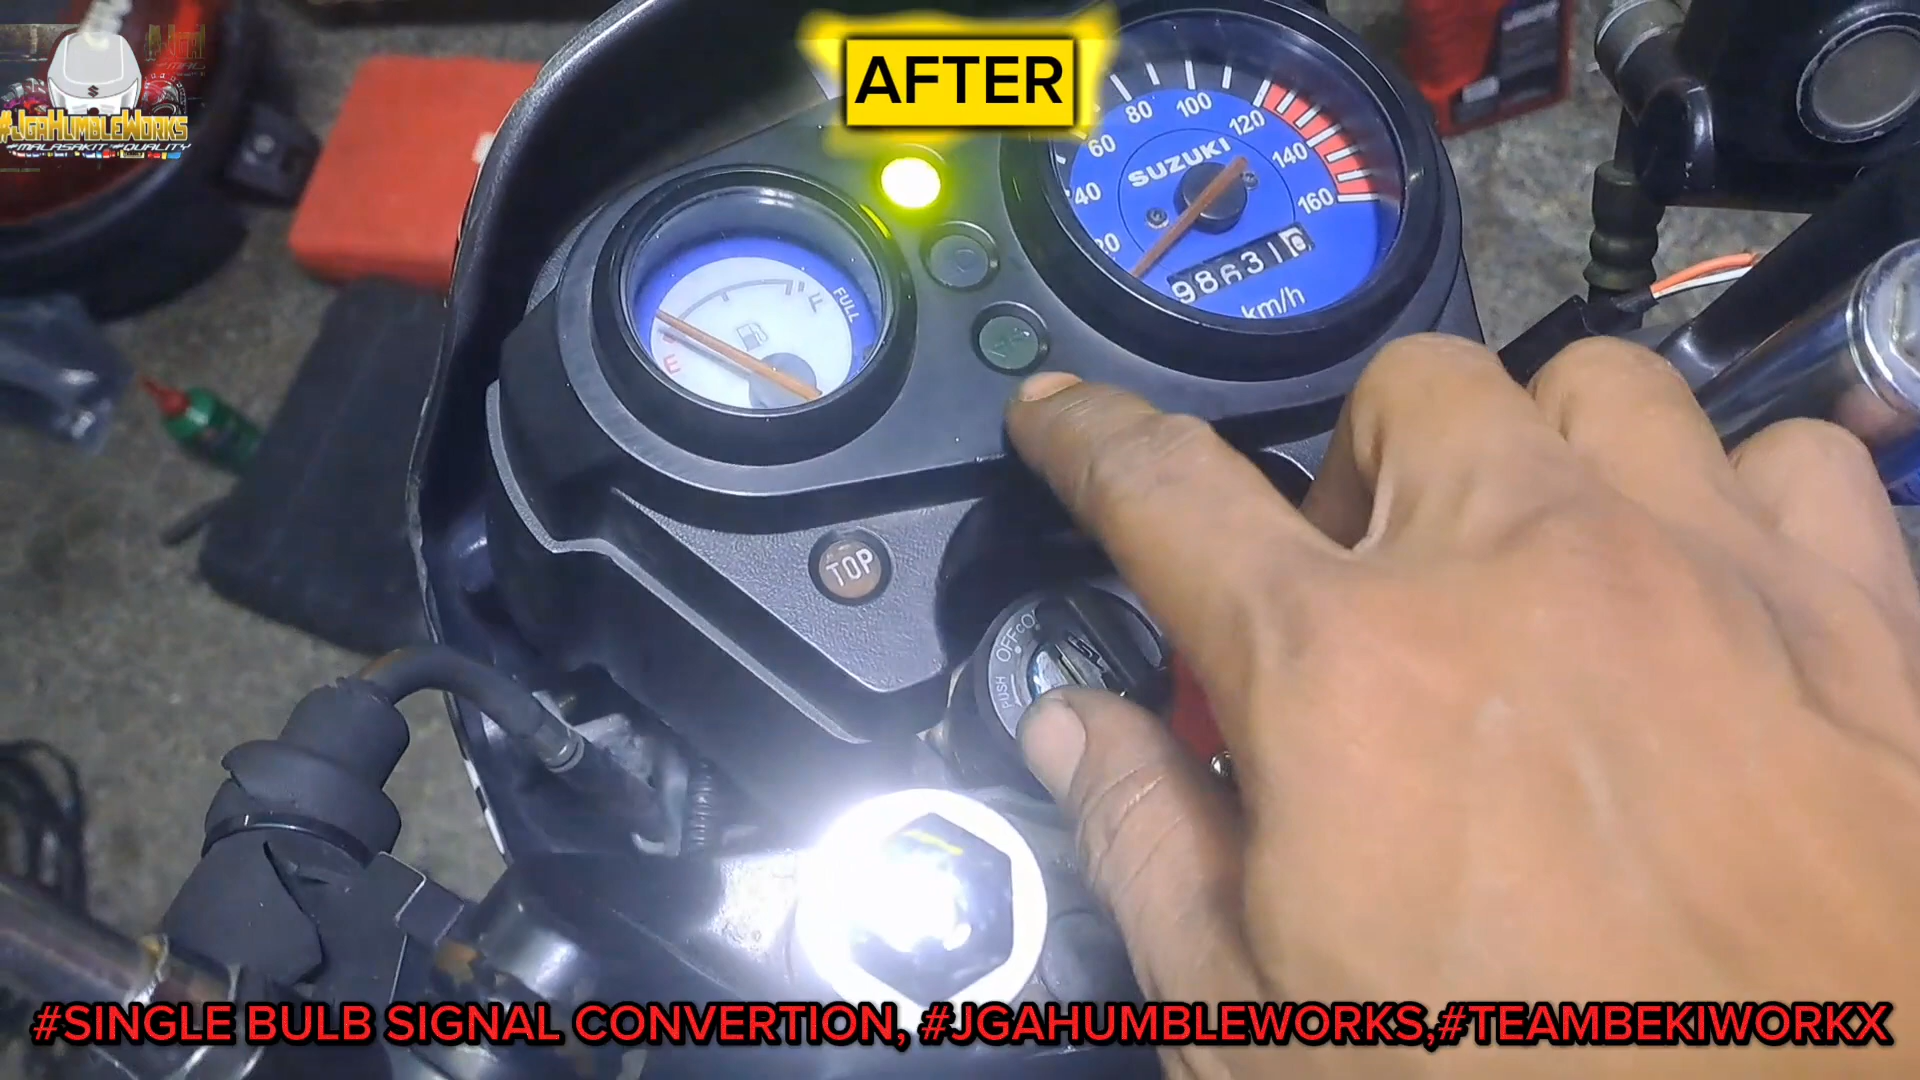 AFTER
#JGAHUMBLEWORKS
#MALASAKIT #QUALITY
20
40
60
80
100
120
140
160
SUZUKI
98631
km/h
FULL
F
E
TOP
OFF
PUSH
#SINGLE BULB SIGNAL CONVERTION, #JGAHUMBLEWORKS,#TEAMBEKIWORKX